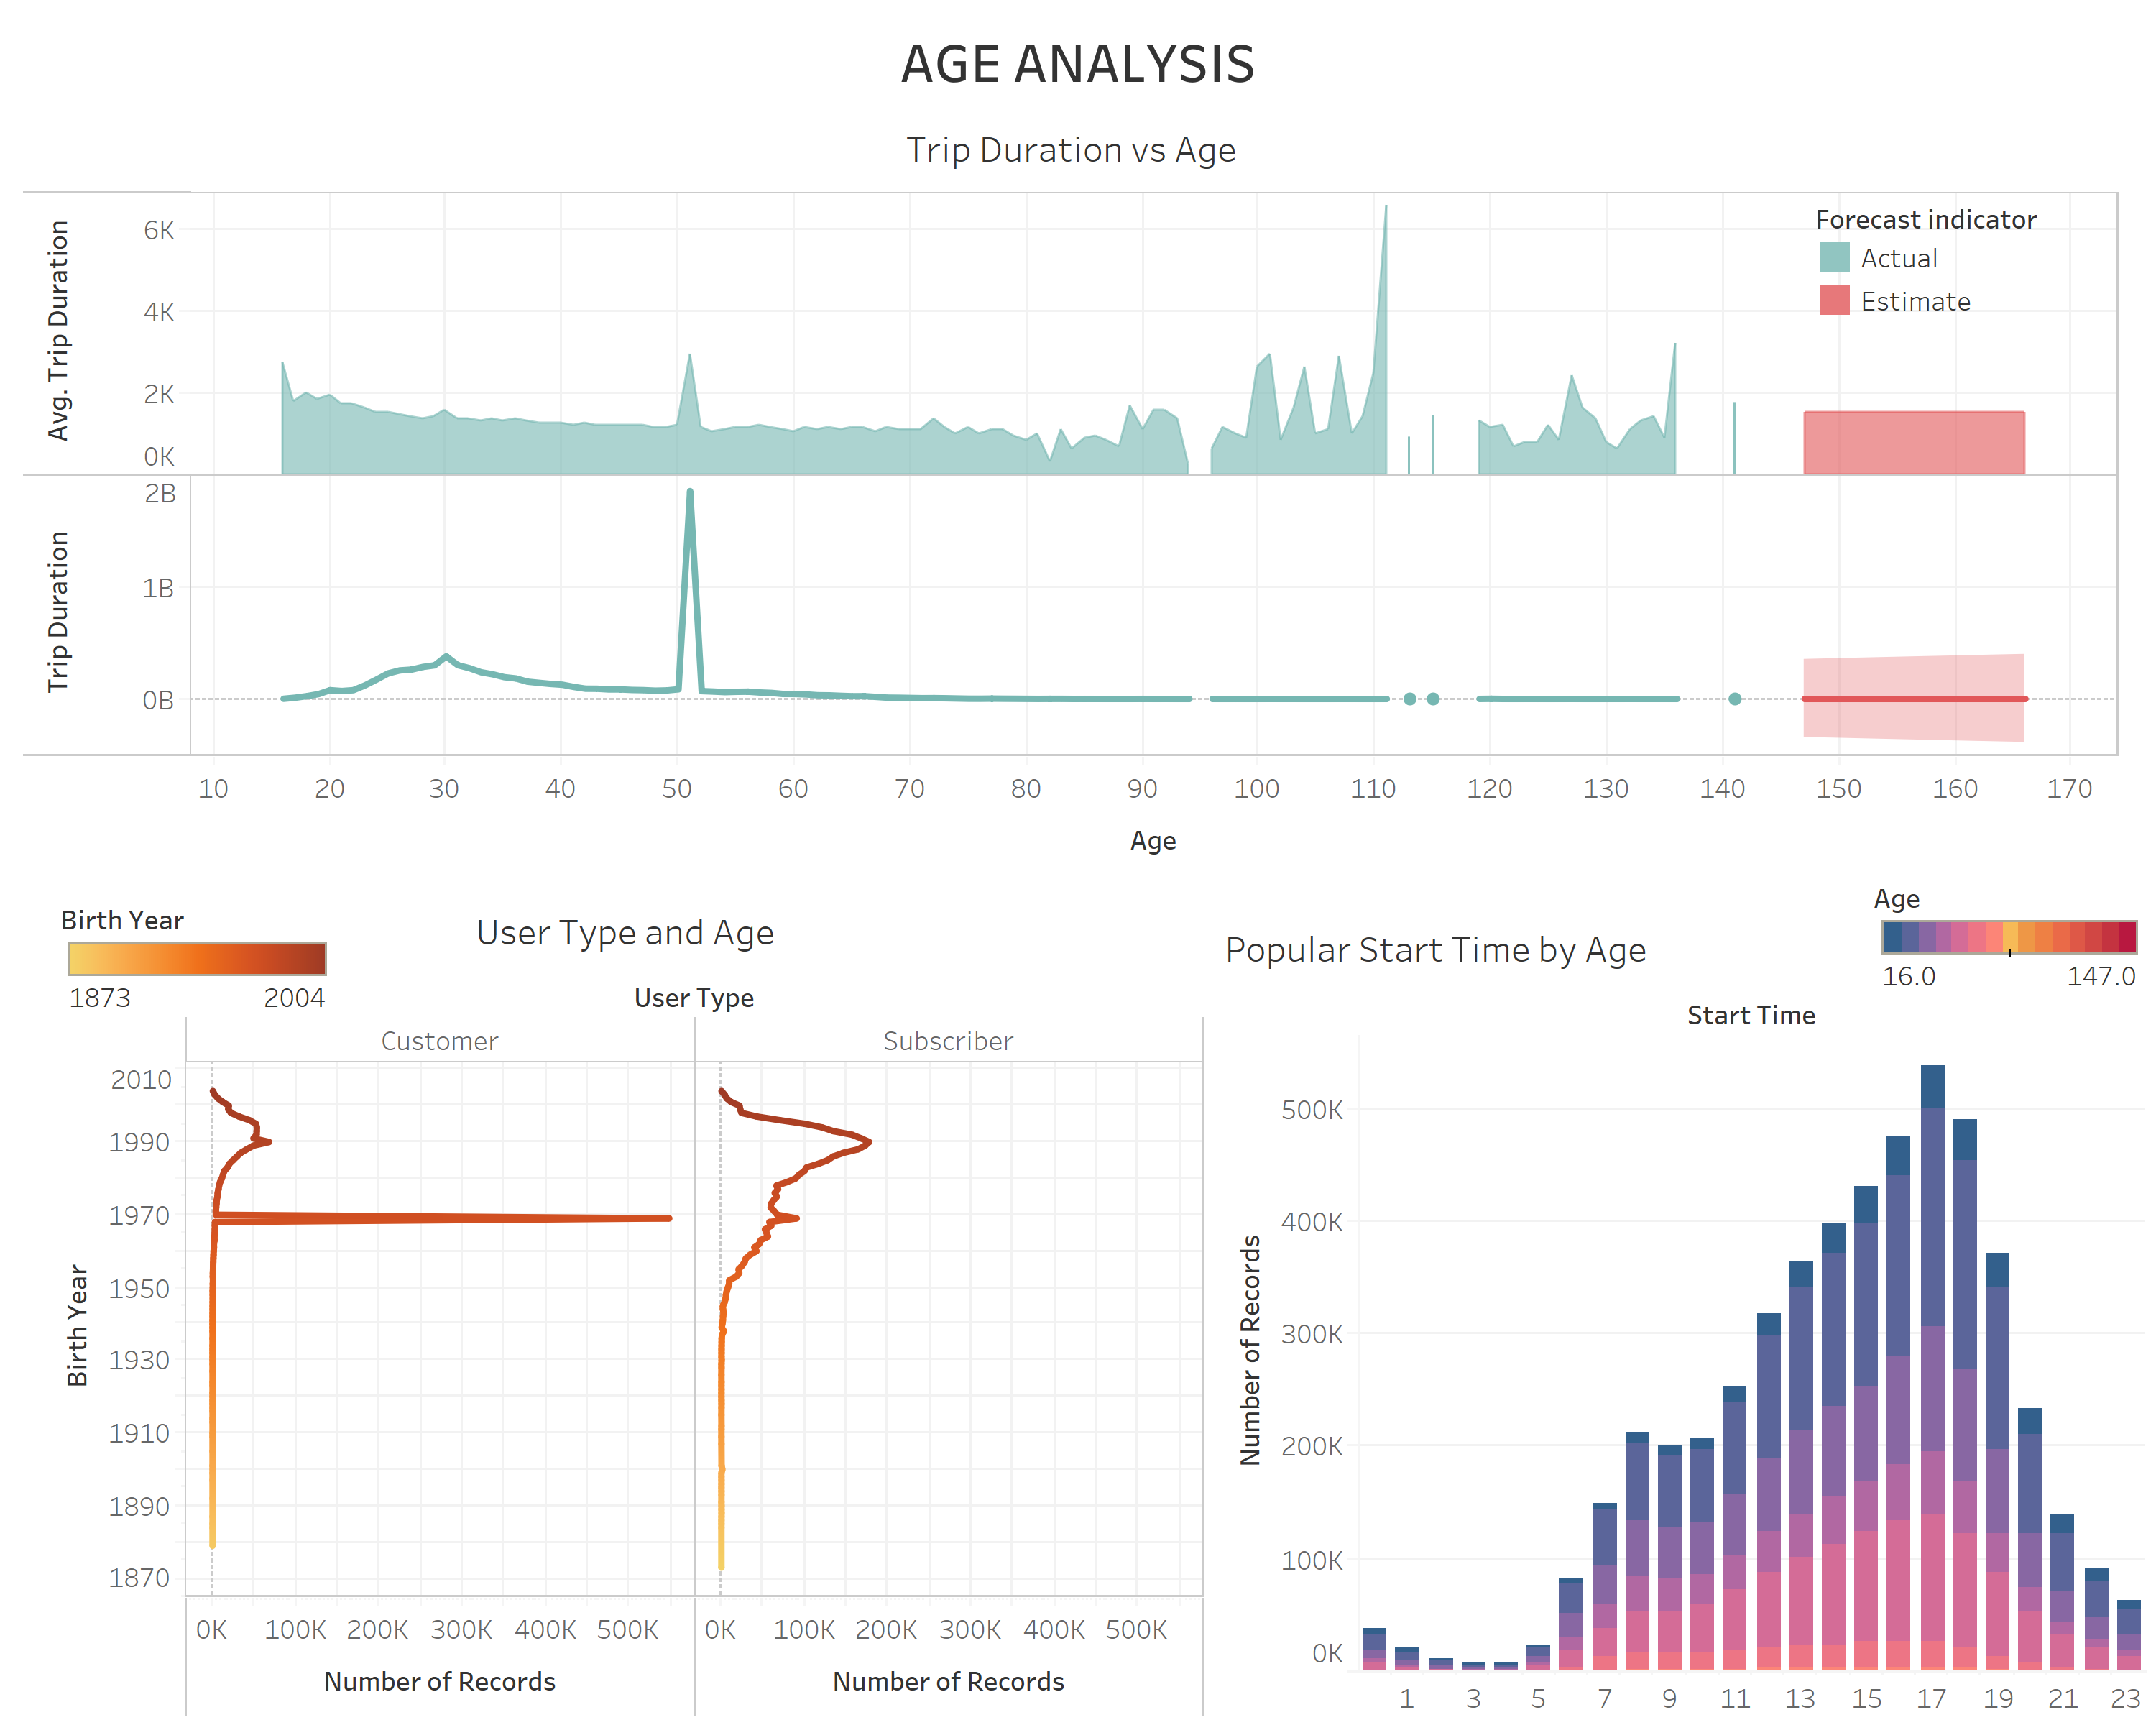 AGE ANALYSIS
Trip Duration vs Age
Avg. Trip Duration
6K
4K
2K
0K
Forecast indicator
Actual
Estimate
Trip Duration
2B
1B
0B
10 20 30 40 50 60 70 80 90 100 110 120 130 140 150 160 170
Age
Birth Year
1873 2004
User Type and Age
User Type
Customer Subscriber
Birth Year
2010
1990
1970
1950
1930
1910
1890
1870
0K 100K 200K 300K 400K 500K 0K 100K 200K 300K 400K 500K
Number of Records Number of Records
Popular Start Time by Age
Age
16.0 147.0
Start Time
Number of Records
500K
400K
300K
200K
100K
0K
1 3 5 7 9 11 13 15 17 19 21 23